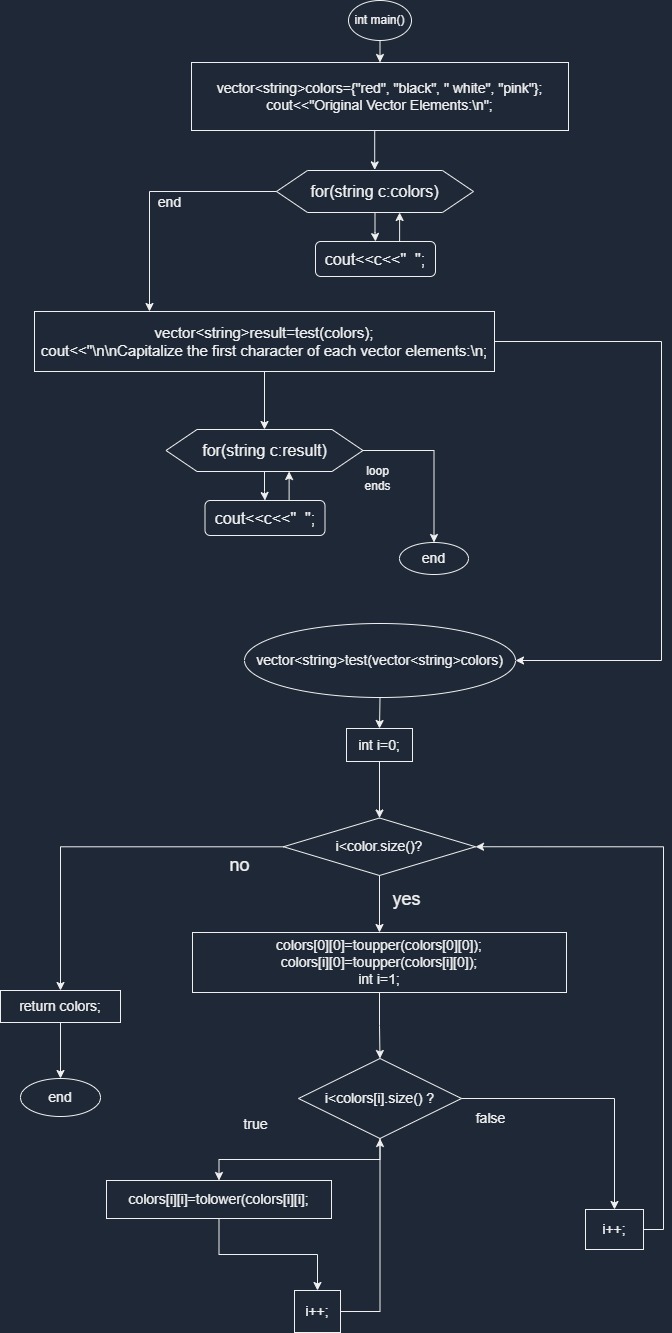 int main()
vector<string>colors={"red", "black", " white", "pink"};
cout<<"Original Vector Elements:\n";
for(string c:colors)
end
cout<<c<<"  ";
vector<string>result=test(colors);
cout<<"\n\nCapitalize the first character of each vector elements:\n;
for(string c:result)
loop
ends
cout<<c<<"  ";
end
vector<string>test(vector<string>colors)
int i=0;
i<color.size()?
no
yes
colors[0][0]=toupper(colors[0][0]);
colors[i][0]=toupper(colors[i][0]);
int i=1;
return colors;
end
i<colors[i].size() ?
true
false
colors[i][i]=tolower(colors[i][i];
i++;
i++;